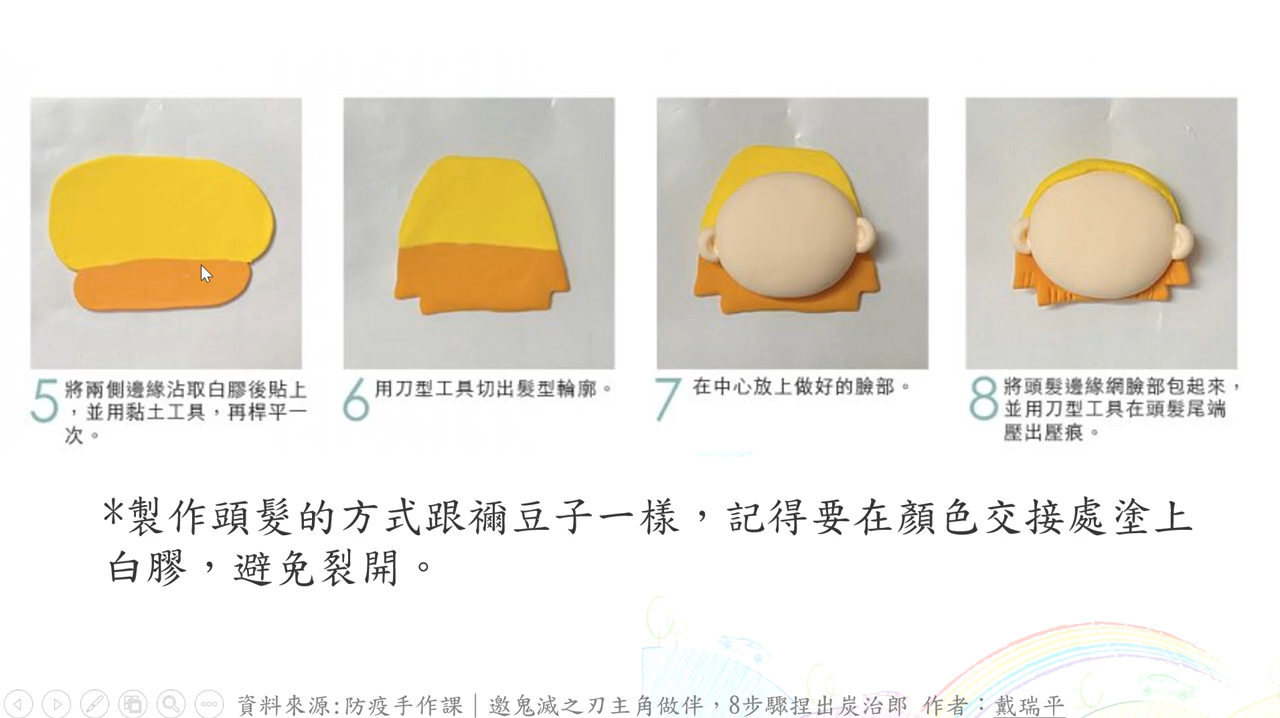 5 將兩側邊緣沾取白膠後貼上
，並用黏土工具，再桿平一
次。
6 用刀型工具切出髮型輪廓。
7 在中心放上做好的臉部。
8 將頭髮邊緣網臉部包起來，
並用刀型工具在頭髮尾端
壓出壓痕。
*製作頭髮的方式跟禰豆子一樣，記得要在顏色交接處塗上
白膠，避免裂開。
資料來源:防疫手作課｜邀鬼滅之刃主角做伴，8步驟捏出炭治郎 作者：戴瑞平